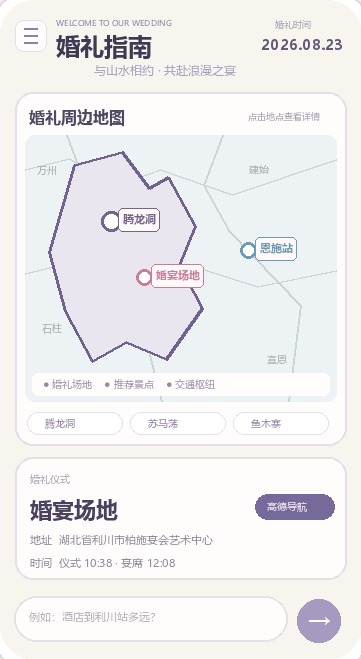 WELCOME TO OUR WEDDING
婚礼指南
与山水相约 · 共赴浪漫之宴
婚礼时间
2026.08.23
婚礼周边地图
点击地点查看详情
万州
建始
腾龙洞
恩施站
婚宴场地
石柱
宣恩
● 婚礼场地 ● 推荐景点 ● 交通枢纽
腾龙洞 苏马荡 鱼木寨
婚礼仪式
婚宴场地
高德导航
地址 湖北省利川市柏施宴会艺术中心
时间 仪式 10:38 · 宴席 12:08
例如：酒店到利川站多远？